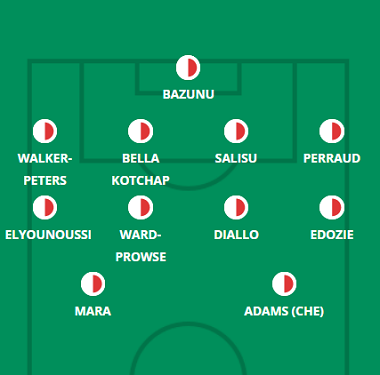 BAZUNU
WALKER-
PETERS
BELLA
KOTCHAP
SALISU
PERRAUD
ELYOUNOUSSI
WARD-
PROWSE
DIALLO
EDOZIE
MARA
ADAMS (CHE)